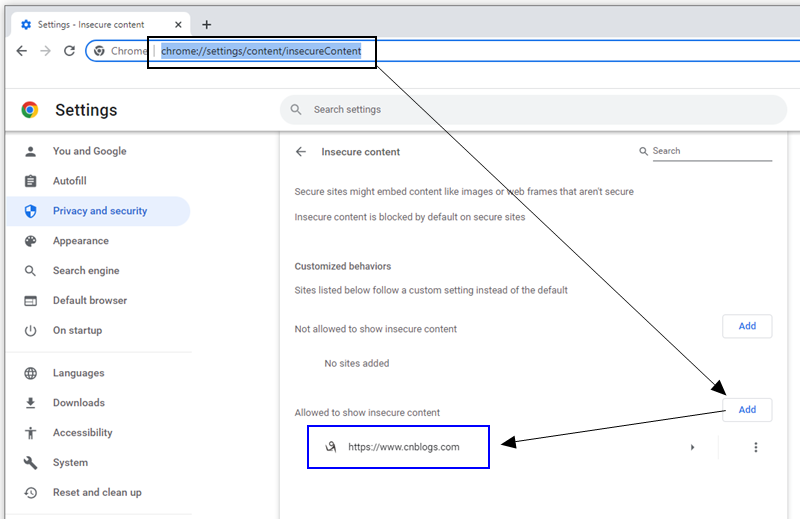 Settings - Insecure content
Chrome chrome://settings/content/insecureContent
Settings
Search settings
You and Google
Autofill
Privacy and security
Appearance
Search engine
Default browser
On startup
Languages
Downloads
Accessibility
System
Reset and clean up
Insecure content
Search
Secure sites might embed content like images or web frames that aren't secure
Insecure content is blocked by default on secure sites
Customized behaviors
Sites listed below follow a custom setting instead of the default
Not allowed to show insecure content
Add
No sites added
Allowed to show insecure content
Add
https://www.cnblogs.com